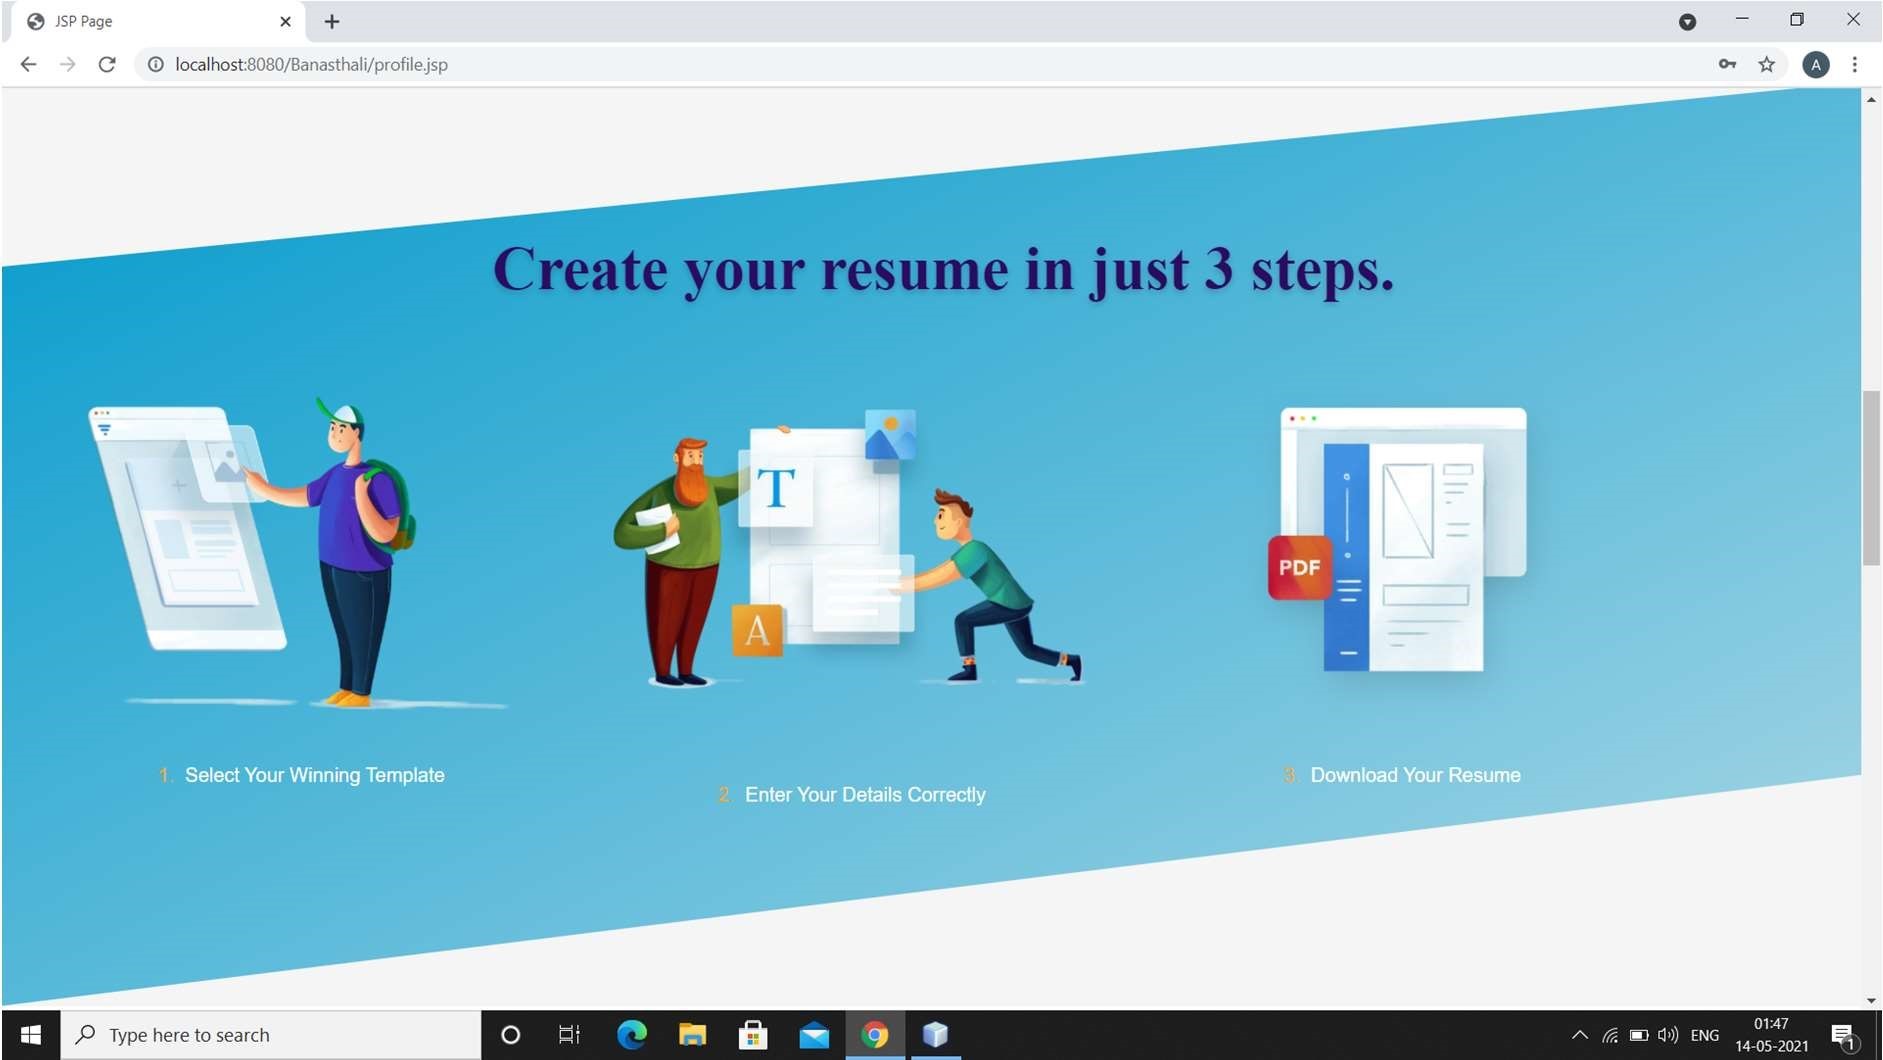 JSP Page
localhost:8080/Banasthali/profile.jsp
A
Create your resume in just 3 steps.
T
A
PDF
1. Select Your Winning Template
2. Enter Your Details Correctly
3. Download Your Resume
Type here to search
ENG
01:47
14-05-2021
1